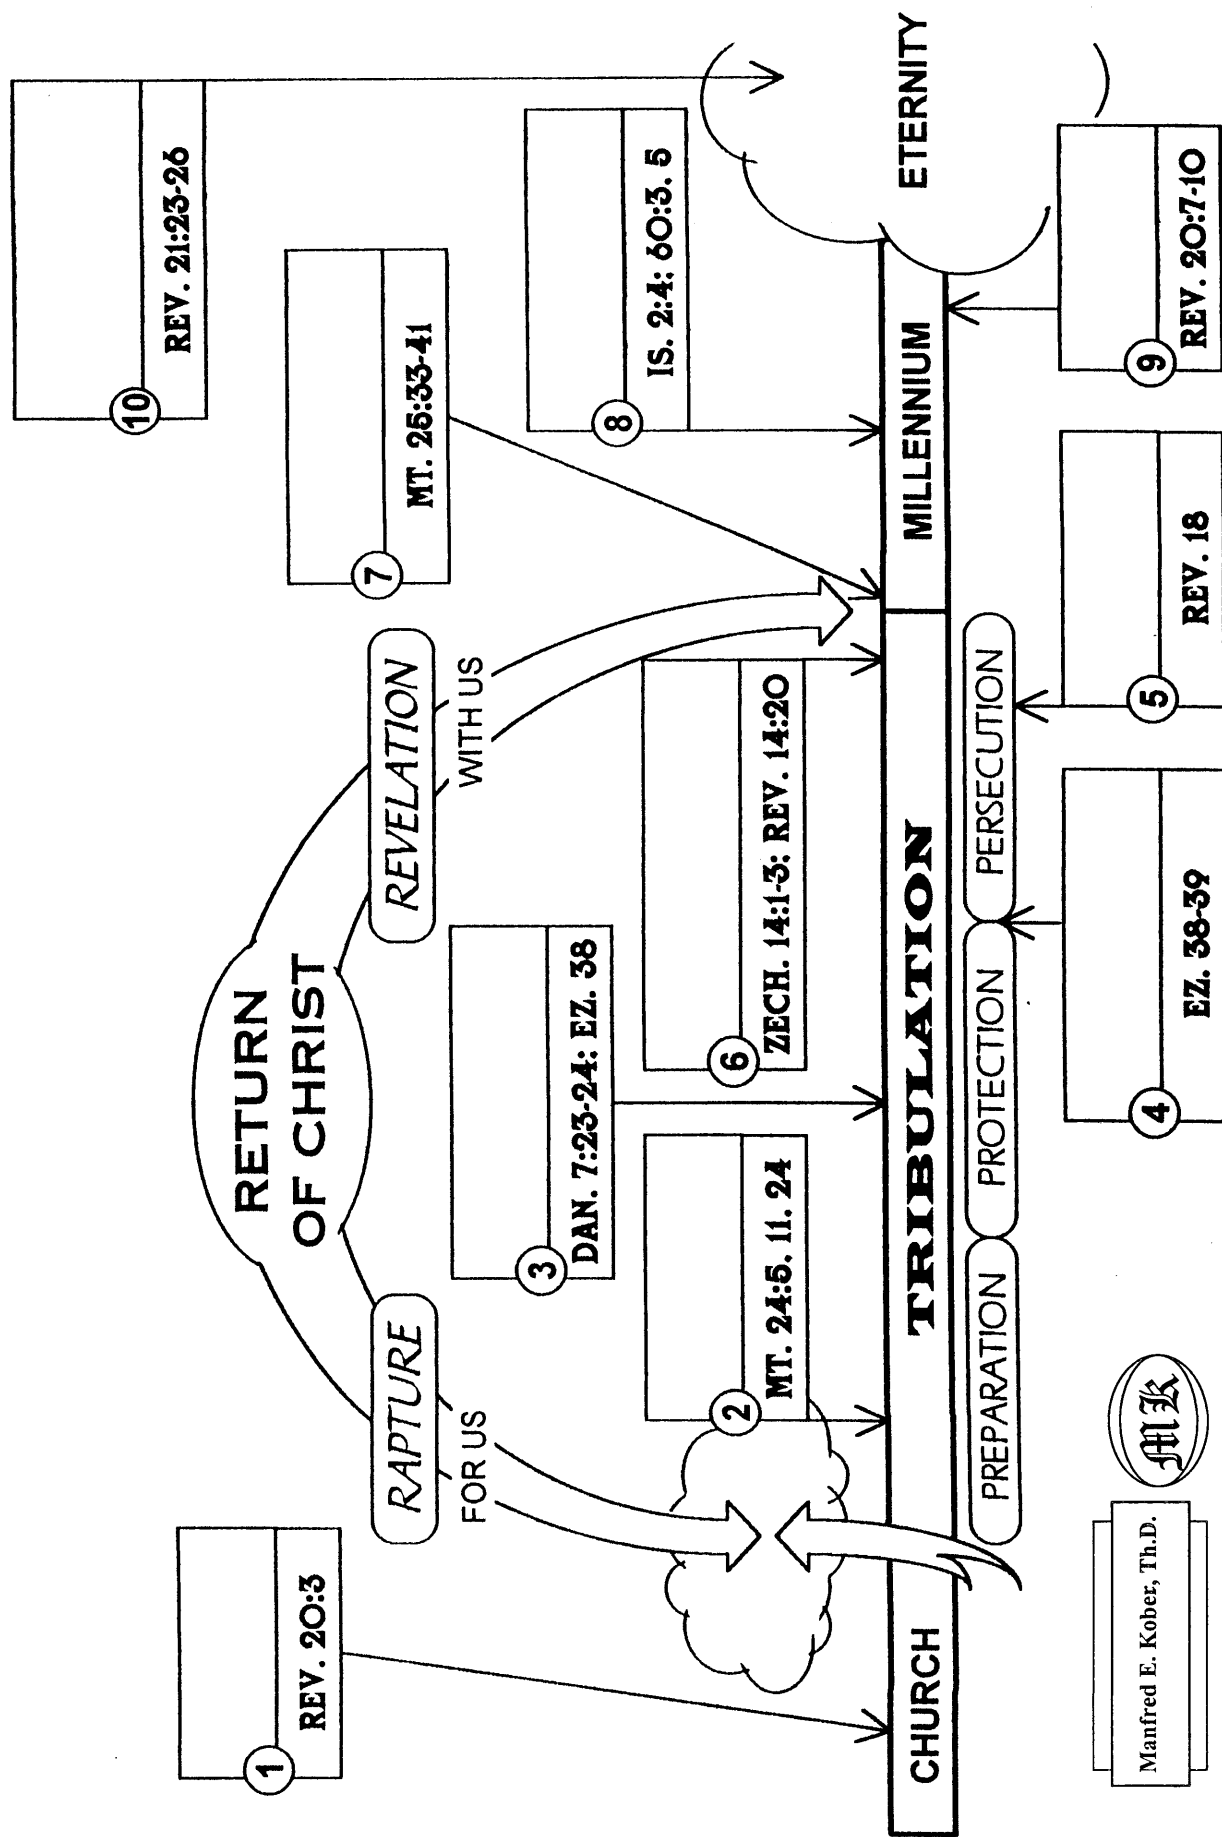 RETURN
OF CHRIST
RAPTURE
FOR US
REVELATION
WITH US
1
REV. 20:3
2
MT. 24:5. 11. 24
3
DAN. 7:23-24: EZ. 38
6
ZECH. 14:1-3: REV. 14:20
7
MT. 25:33-41
8
IS. 2:4: 60:3. 5
10
REV. 21:23-26
CHURCH
TRIBULATION
MILLENNIUM
ETERNITY
PREPARATION
PROTECTION
PERSECUTION
4
EZ. 38-39
5
REV. 18
9
REV. 20:7-10
Manfred E. Kober, Th.D.
MK